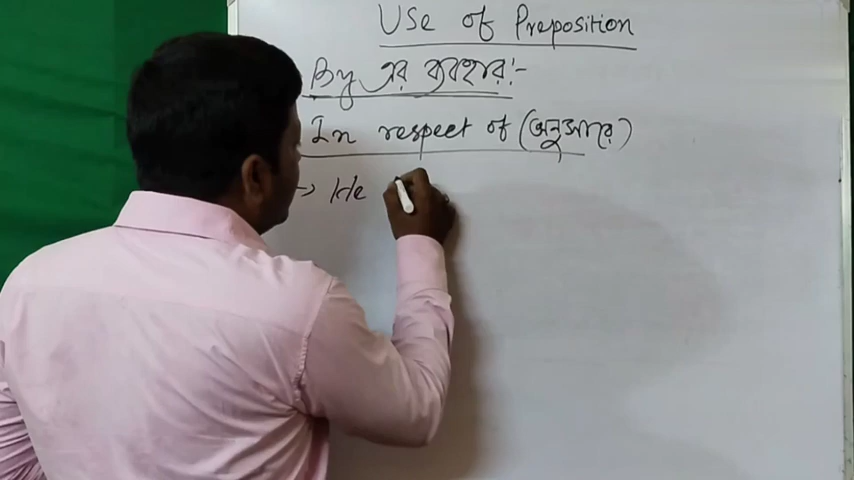 Use of Preposition
By এর ব্যবহার:-
In respect of (অনুসারে)
→ He